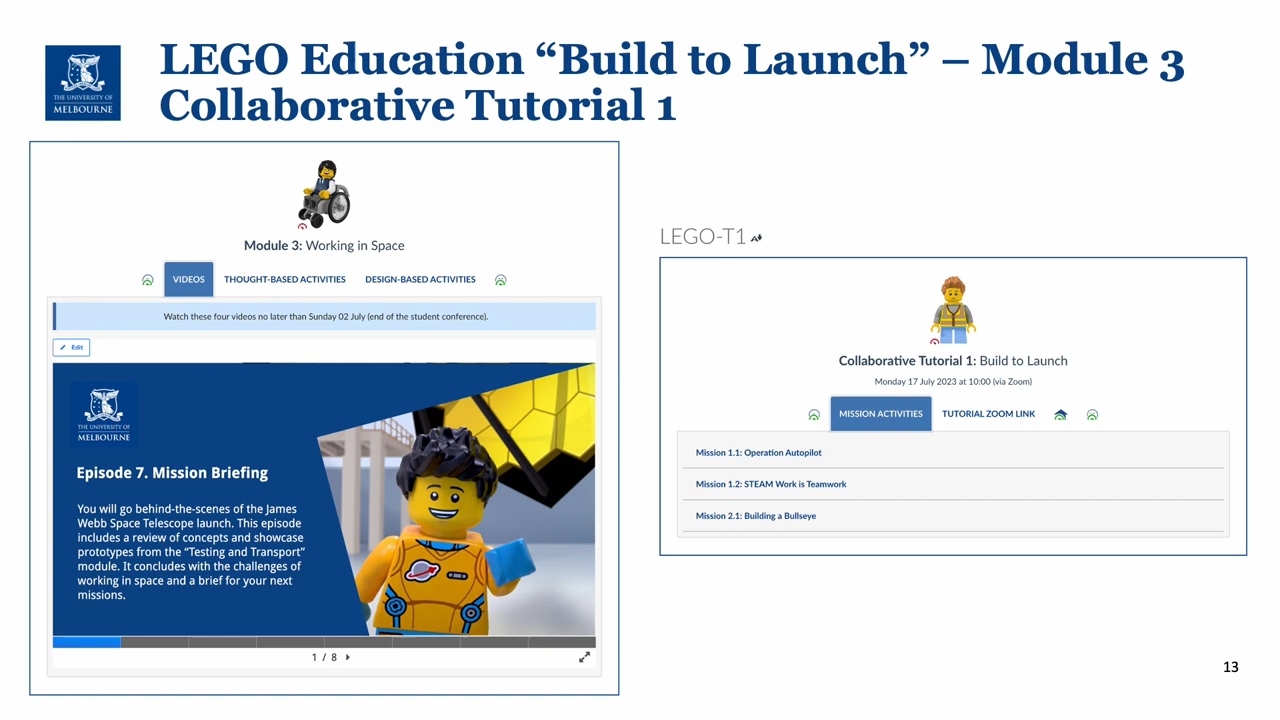 LEGO Education “Build to Launch” – Module 3
Collaborative Tutorial 1
THE UNIVERSITY OF
MELBOURNE
Module 3: Working in Space
VIDEOS
THOUGHT-BASED ACTIVITIES
DESIGN-BASED ACTIVITIES
Watch these four videos no later than Sunday 02 July (end of the student conference).
Edit
THE UNIVERSITY OF
MELBOURNE
Episode 7. Mission Briefing
You will go behind-the-scenes of the James
Webb Space Telescope launch. This episode
includes a review of concepts and showcase
prototypes from the “Testing and Transport”
module. It concludes with the challenges of
working in space and a brief for your next
missions.
1 / 8
LEGO-T1
Collaborative Tutorial 1: Build to Launch
Monday 17 July 2023 at 10:00 (via Zoom)
MISSION ACTIVITIES
TUTORIAL ZOOM LINK
Mission 1.1: Operation Autopilot
Mission 1.2: STEAM Work is Teamwork
Mission 2.1: Building a Bullseye
13